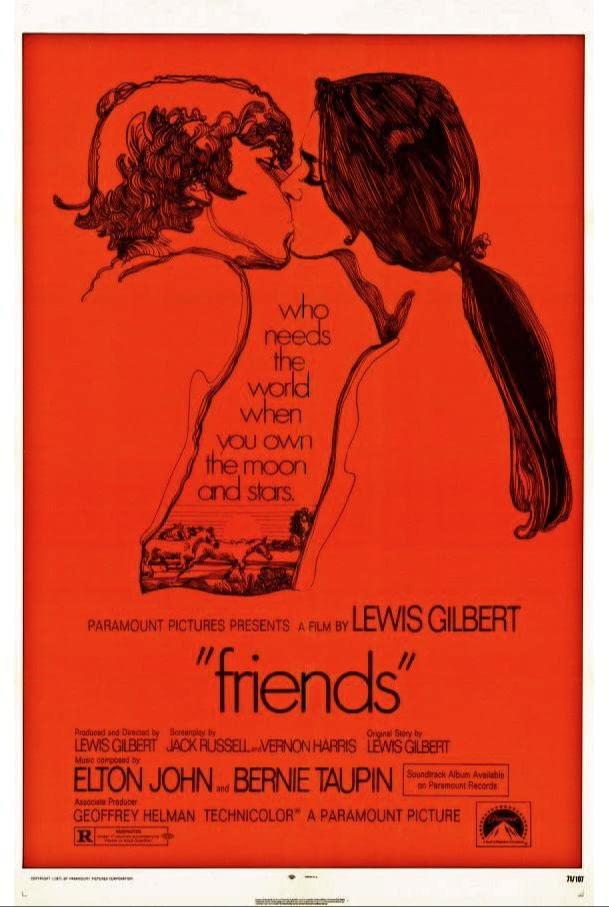 who
needs
the
world
when
you own
the moon
and stars.
PARAMOUNT PICTURES PRESENTS A FILM BY LEWIS GILBERT
"friends"
Produced and Directed by Screenplay by Original Story by
LEWIS GILBERT JACK RUSSELL and VERNON HARRIS LEWIS GILBERT
Music composed by
ELTON JOHN and BERNIE TAUPIN
Soundtrack Album Available
on Paramount Records
Associate Producer
GEOFFREY HELMAN TECHNICOLOR® A PARAMOUNT PICTURE
R RESTRICTED
Paramount
71/107